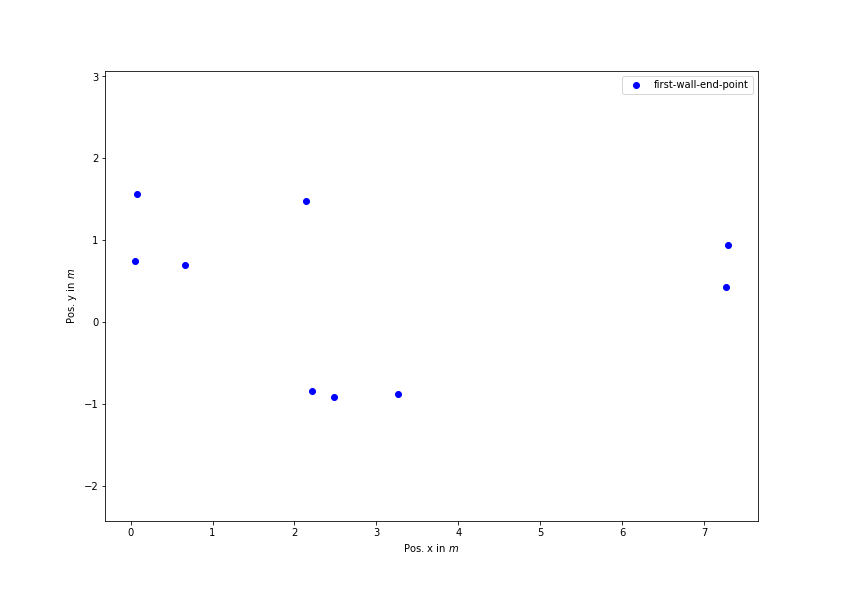 first-wall-end-point
3
2
1
0
−1
−2
Pos. y in m
0 1 2 3 4 5 6 7
Pos. x in m